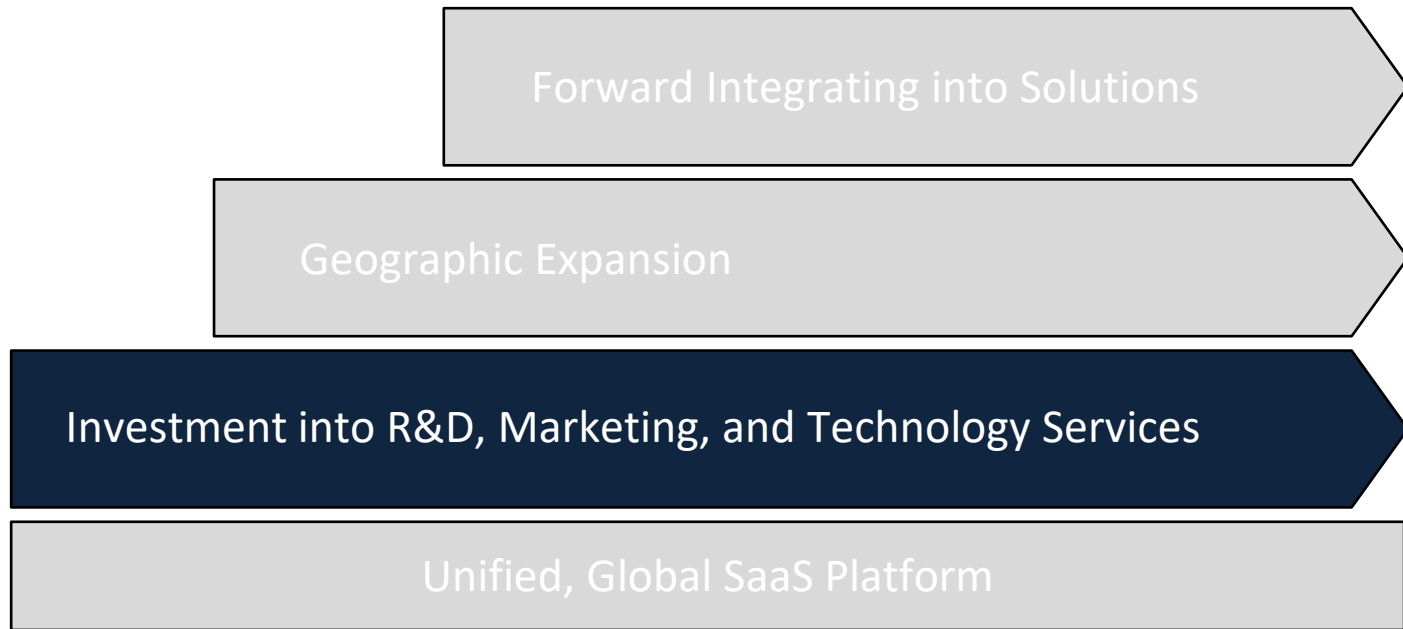 Forward Integrating into Solutions
Geographic Expansion
Investment into R&D, Marketing, and Technology Services
Unified, Global SaaS Platform